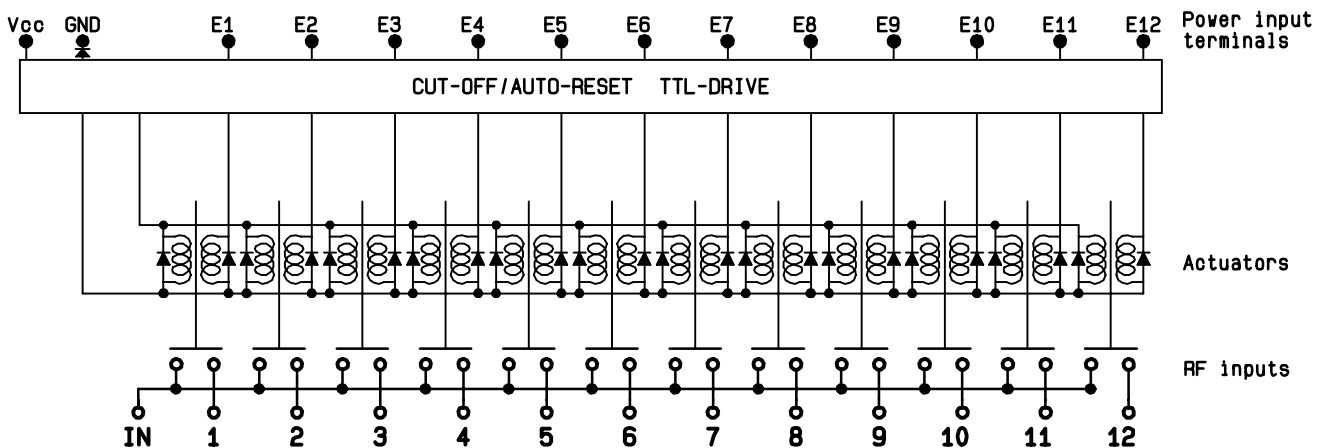 Vcc GND E1 E2 E3 E4 E5 E6 E7 E8 E9 E10 E11 E12 Power input
terminals
CUT-OFF/AUTO-RESET TTL-DRIVE
Actuators
RF inputs
IN 1 2 3 4 5 6 7 8 9 10 11 12